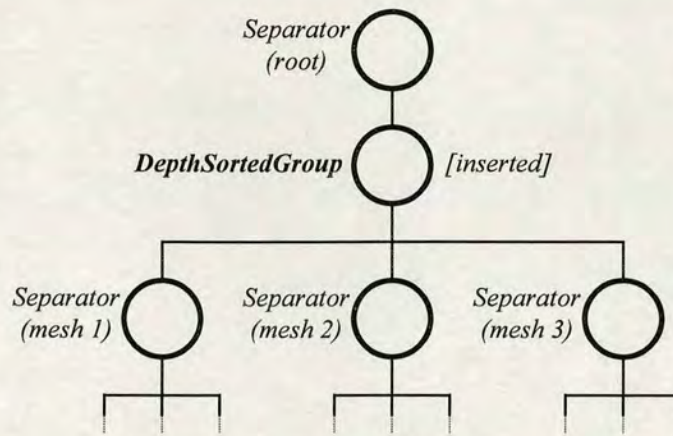 Separator
(root)
DepthSortedGroup [inserted]
Separator
(mesh 1)
Separator
(mesh 2)
Separator
(mesh 3)